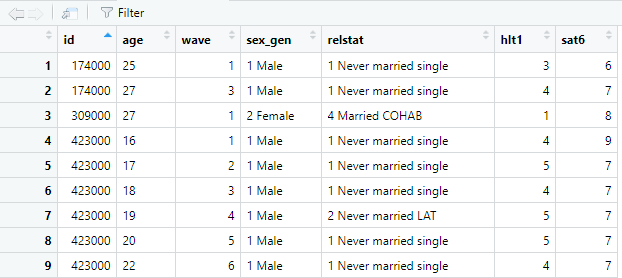 Filter
id age wave sex_gen relstat hlt1 sat6
1 174000 25 1 1 Male 1 Never married single 3 6
2 174000 27 3 1 Male 1 Never married single 4 7
3 309000 27 1 2 Female 4 Married COHAB 1 8
4 423000 16 1 1 Male 1 Never married single 4 9
5 423000 17 2 1 Male 1 Never married single 5 7
6 423000 18 3 1 Male 1 Never married single 4 7
7 423000 19 4 1 Male 2 Never married LAT 5 7
8 423000 20 5 1 Male 1 Never married single 5 7
9 423000 22 6 1 Male 1 Never married single 4 7